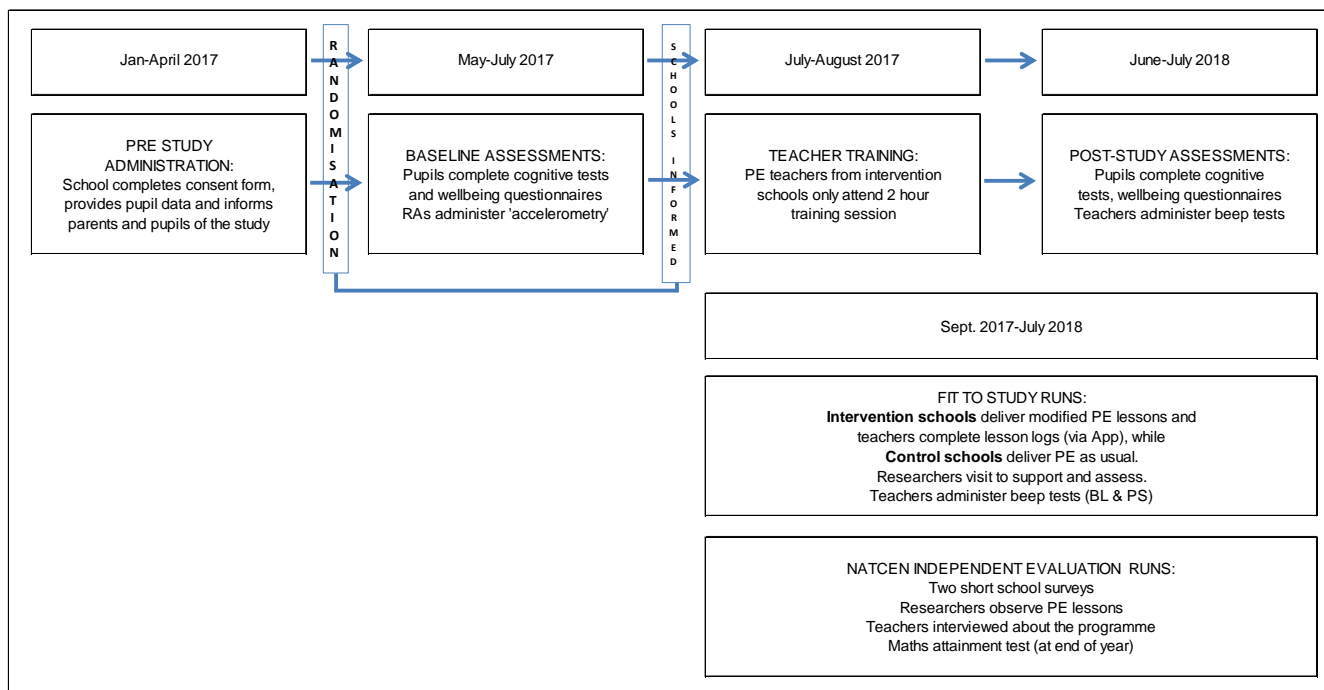 Jan-April 2017
RANDOMISATION
May-July 2017
SCHOOLS INFORMED
July-August 2017
June-July 2018
PRE STUDY
ADMINISTRATION:
School completes consent form,
provides pupil data and informs
parents and pupils of the study
BASELINE ASSESSMENTS:
Pupils complete cognitive tests
and wellbeing questionnaires
RAs administer 'accelerometry'
TEACHER TRAINING:
PE teachers from intervention
schools only attend 2 hour
training session
POST-STUDY ASSESSMENTS:
Pupils complete cognitive
tests, wellbeing questionnaires
Teachers administer beep tests
Sept. 2017-July 2018
FIT TO STUDY RUNS:
Intervention schools deliver modified PE lessons and
teachers complete lesson logs (via App), while
Control schools deliver PE as usual.
Researchers visit to support and assess.
Teachers administer beep tests (BL & PS)
NATCEN INDEPENDENT EVALUATION RUNS:
Two short school surveys
Researchers observe PE lessons
Teachers interviewed about the programme
Maths attainment test (at end of year)